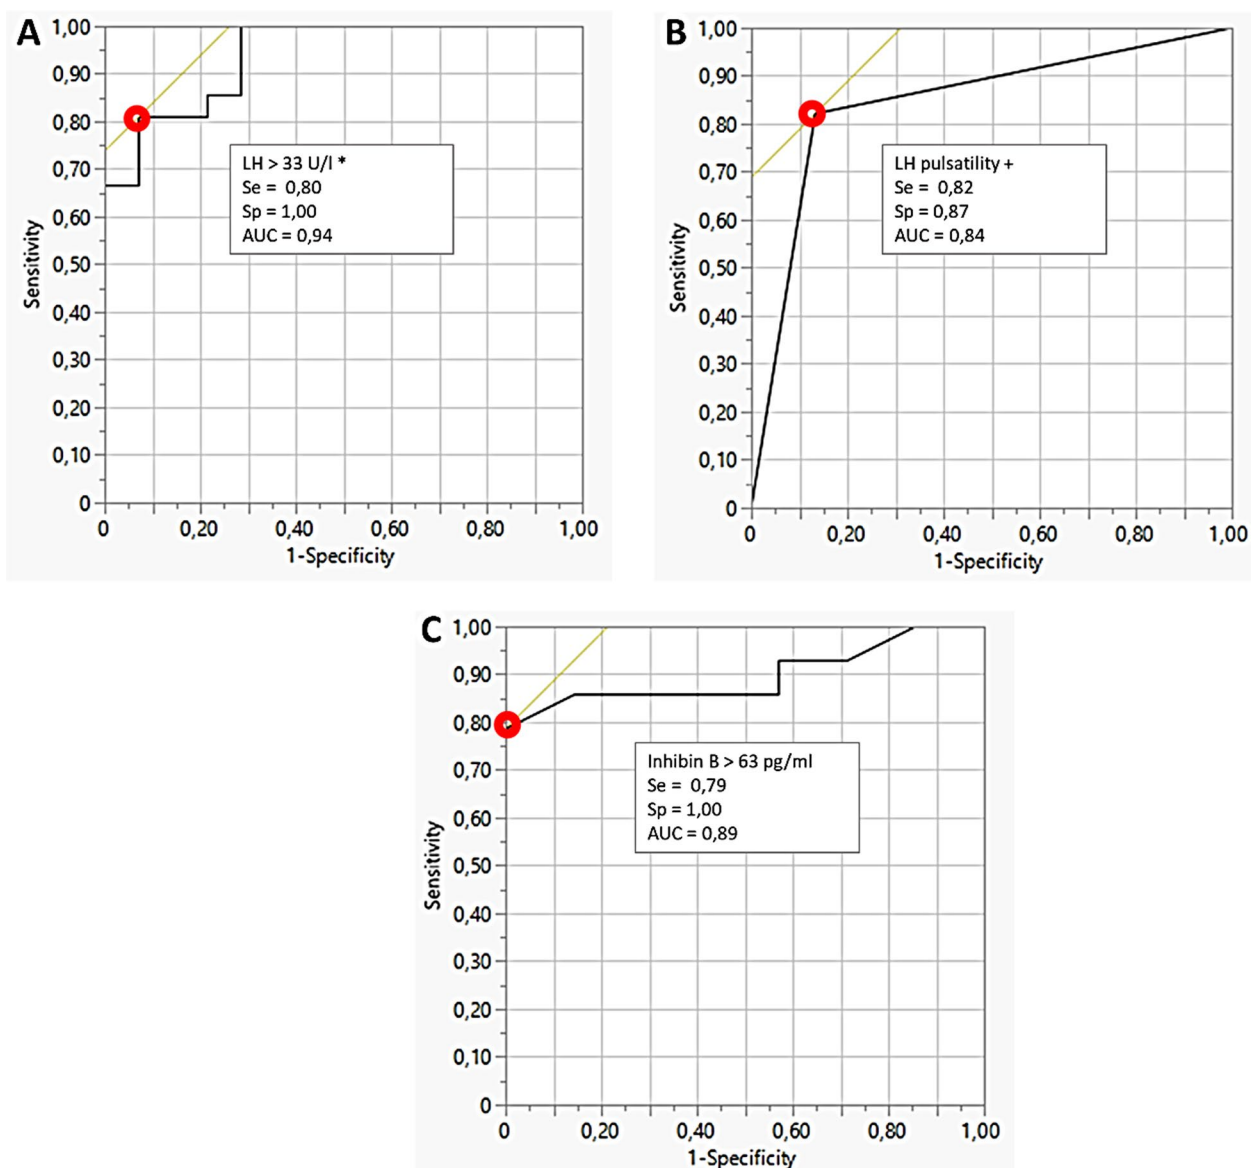 A
1,00
0,90
0,80
0,70
0,60
0,50
0,40
0,30
0,20
0,10
0
Sensitivity
LH > 33 U/l *
Se = 0,80
Sp = 1,00
AUC = 0,94
0 0,20 0,40 0,60 0,80 1,00
1-Specificity
B
1,00
0,90
0,80
0,70
0,60
0,50
0,40
0,30
0,20
0,10
0
Sensitivity
LH pulsatility +
Se = 0,82
Sp = 0,87
AUC = 0,84
0 0,20 0,40 0,60 0,80 1,00
1-Specificity
C
1,00
0,90
0,80
0,70
0,60
0,50
0,40
0,30
0,20
0,10
0
Sensitivity
Inhibin B > 63 pg/ml
Se = 0,79
Sp = 1,00
AUC = 0,89
0 0,20 0,40 0,60 0,80 1,00
1-Specificity